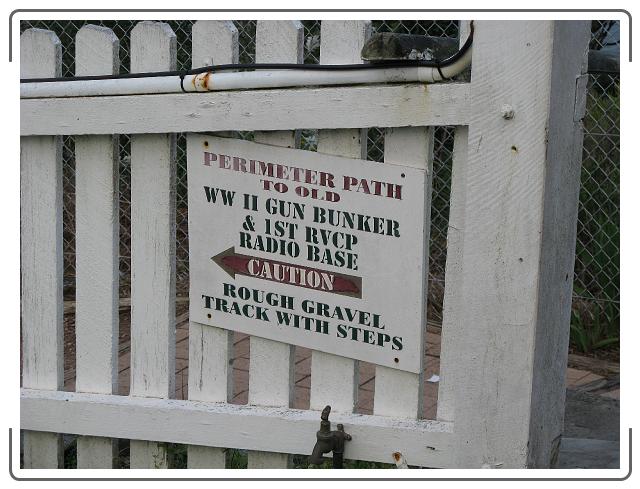 PERIMETER PATH
TO OLD
WW II GUN BUNKER
& 1ST RVCP
RADIO BASE
CAUTION
ROUGH GRAVEL
TRACK WITH STEPS